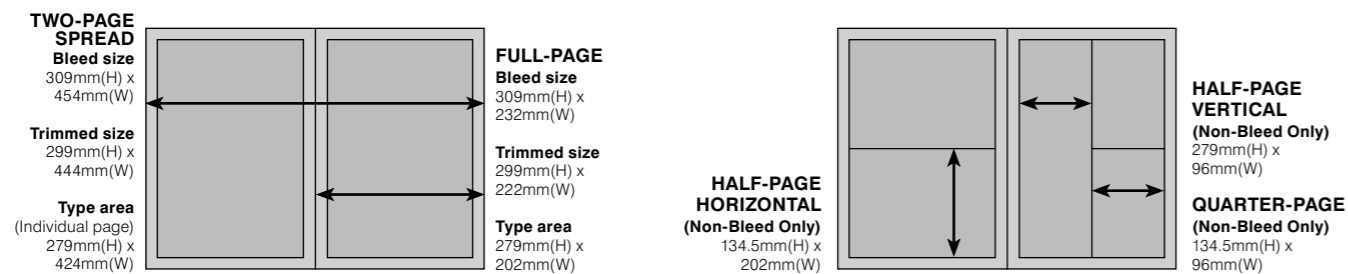 TWO-PAGE
SPREAD
Bleed size
309mm(H) x
454mm(W)
Trimmed size
299mm(H) x
444mm(W)
Type area
(Individual page)
279mm(H) x
424mm(W)
FULL-PAGE
Bleed size
309mm(H) x
232mm(W)
Trimmed size
299mm(H) x
222mm(W)
Type area
279mm(H) x
202mm(W)
HALF-PAGE
HORIZONTAL
(Non-Bleed Only)
134.5mm(H) x
202mm(W)
HALF-PAGE
VERTICAL
(Non-Bleed Only)
279mm(H) x
96mm(W)
QUARTER-PAGE
(Non-Bleed Only)
134.5mm(H) x
96mm(W)